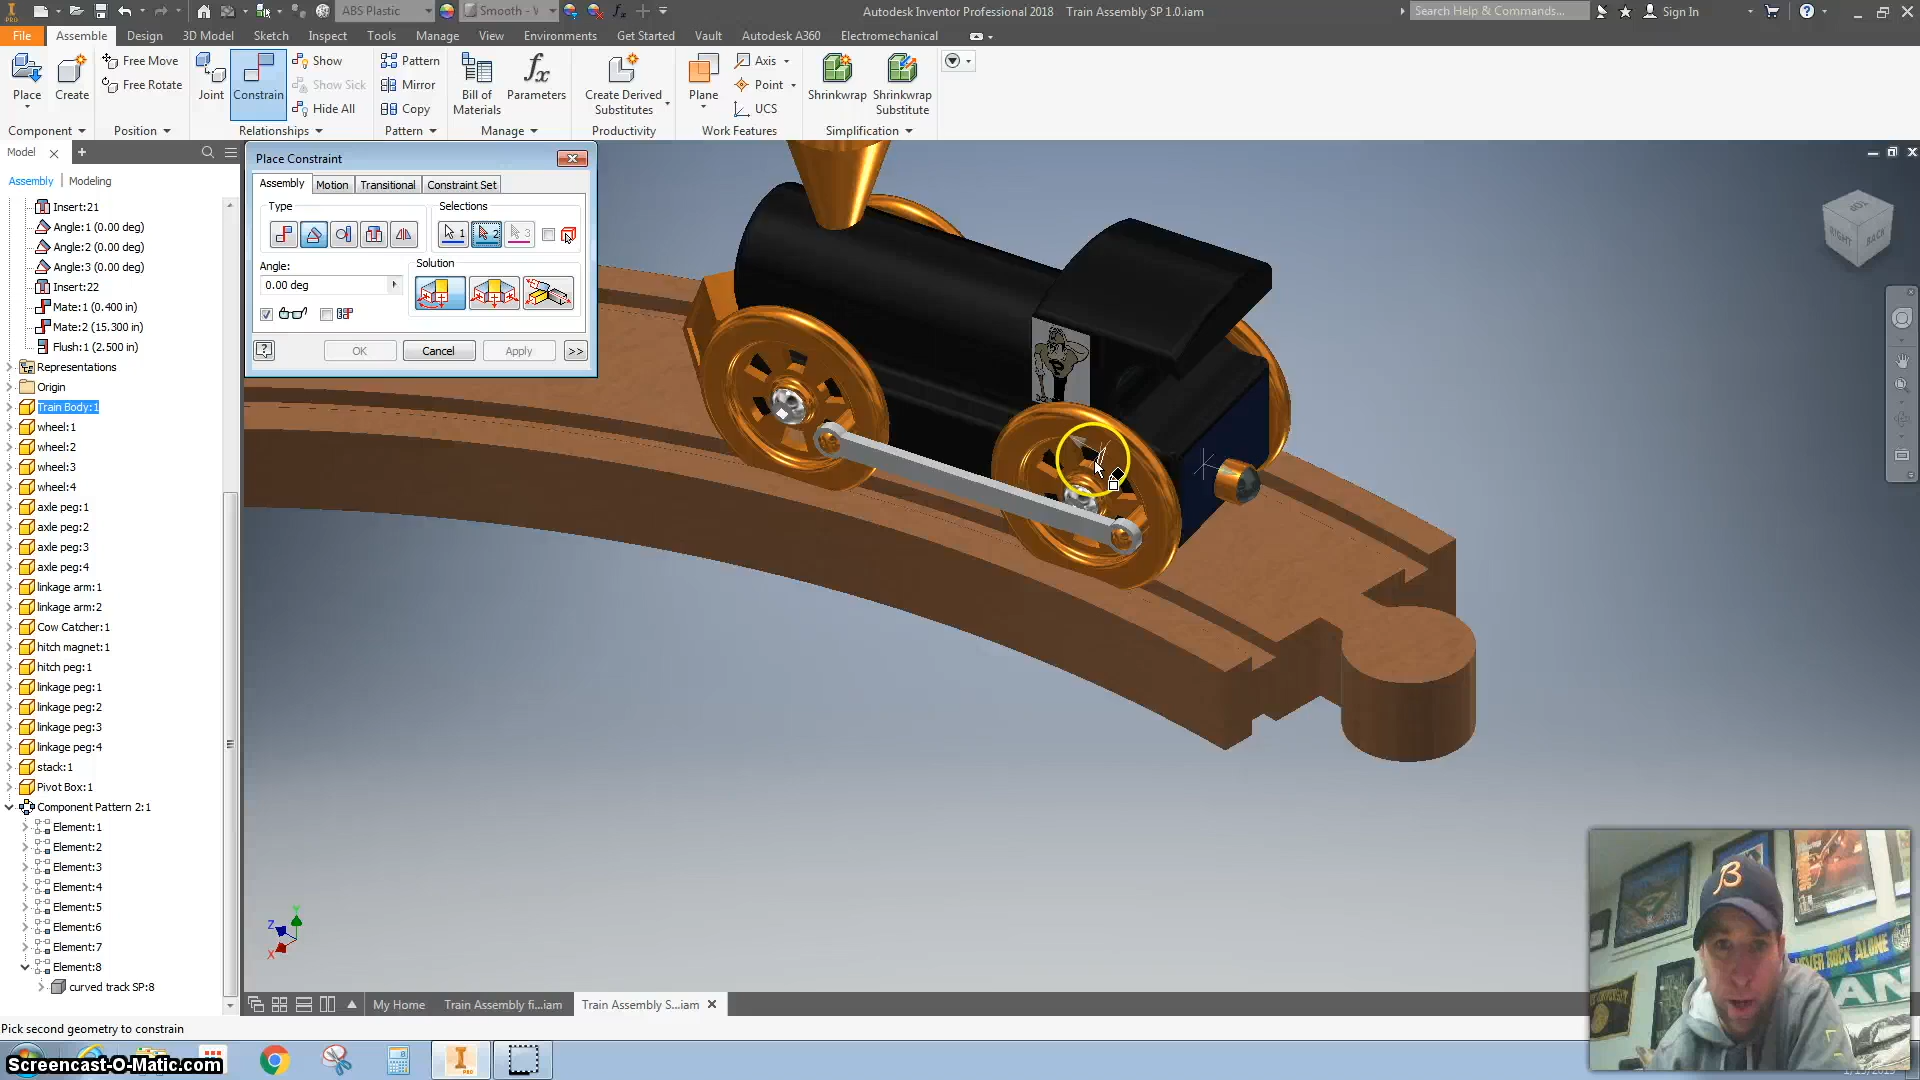 PRO
ABS Plastic
Smooth -
Autodesk Inventor Professional 2018 Train Assembly SP 1.0.iam
Search Help & Commands...
Sign In
File Assemble Design 3D Model Sketch Inspect Tools Manage View Environments Get Started Vault Autodesk A360 Electromechanical
Place
Create
Free Move
Free Rotate
Joint
Constrain
Show
Show Sick
Hide All
Pattern
Mirror
Copy
Bill of
Materials
Parameters
Create Derived
Substitutes
Plane
Axis
Point
UCS
Shrinkwrap
Shrinkwrap
Substitute
Component
Position
Relationships
Pattern
Manage
Productivity
Work Features
Simplification
Model
Assembly
Modeling
Insert:21
Angle:1 (0.00 deg)
Angle:2 (0.00 deg)
Angle:3 (0.00 deg)
Insert:22
Mate:1 (0.400 in)
Mate:2 (15.300 in)
Flush:1 (2.500 in)
Representations
Origin
Train Body:1
wheel:1
wheel:2
wheel:3
wheel:4
axle peg:1
axle peg:2
axle peg:3
axle peg:4
linkage arm:1
linkage arm:2
Cow Catcher:1
hitch magnet:1
hitch peg:1
linkage peg:1
linkage peg:2
linkage peg:3
linkage peg:4
stack:1
Pivot Box:1
Component Pattern 2:1
Element:1
Element:2
Element:3
Element:4
Element:5
Element:6
Element:7
Element:8
curved track SP:8
Place Constraint
Assembly Motion Transitional Constraint Set
Type
Selections
1 2 3
Angle:
0.00 deg
Solution
OK
Cancel
Apply
>>
TOP
RIGHT
BACK
Y
Z
X
B
NEVER ROCK ALONE
My Home
Train Assembly fi...iam
Train Assembly S...iam
Pick second geometry to constrain
Screencast-O-Matic.com